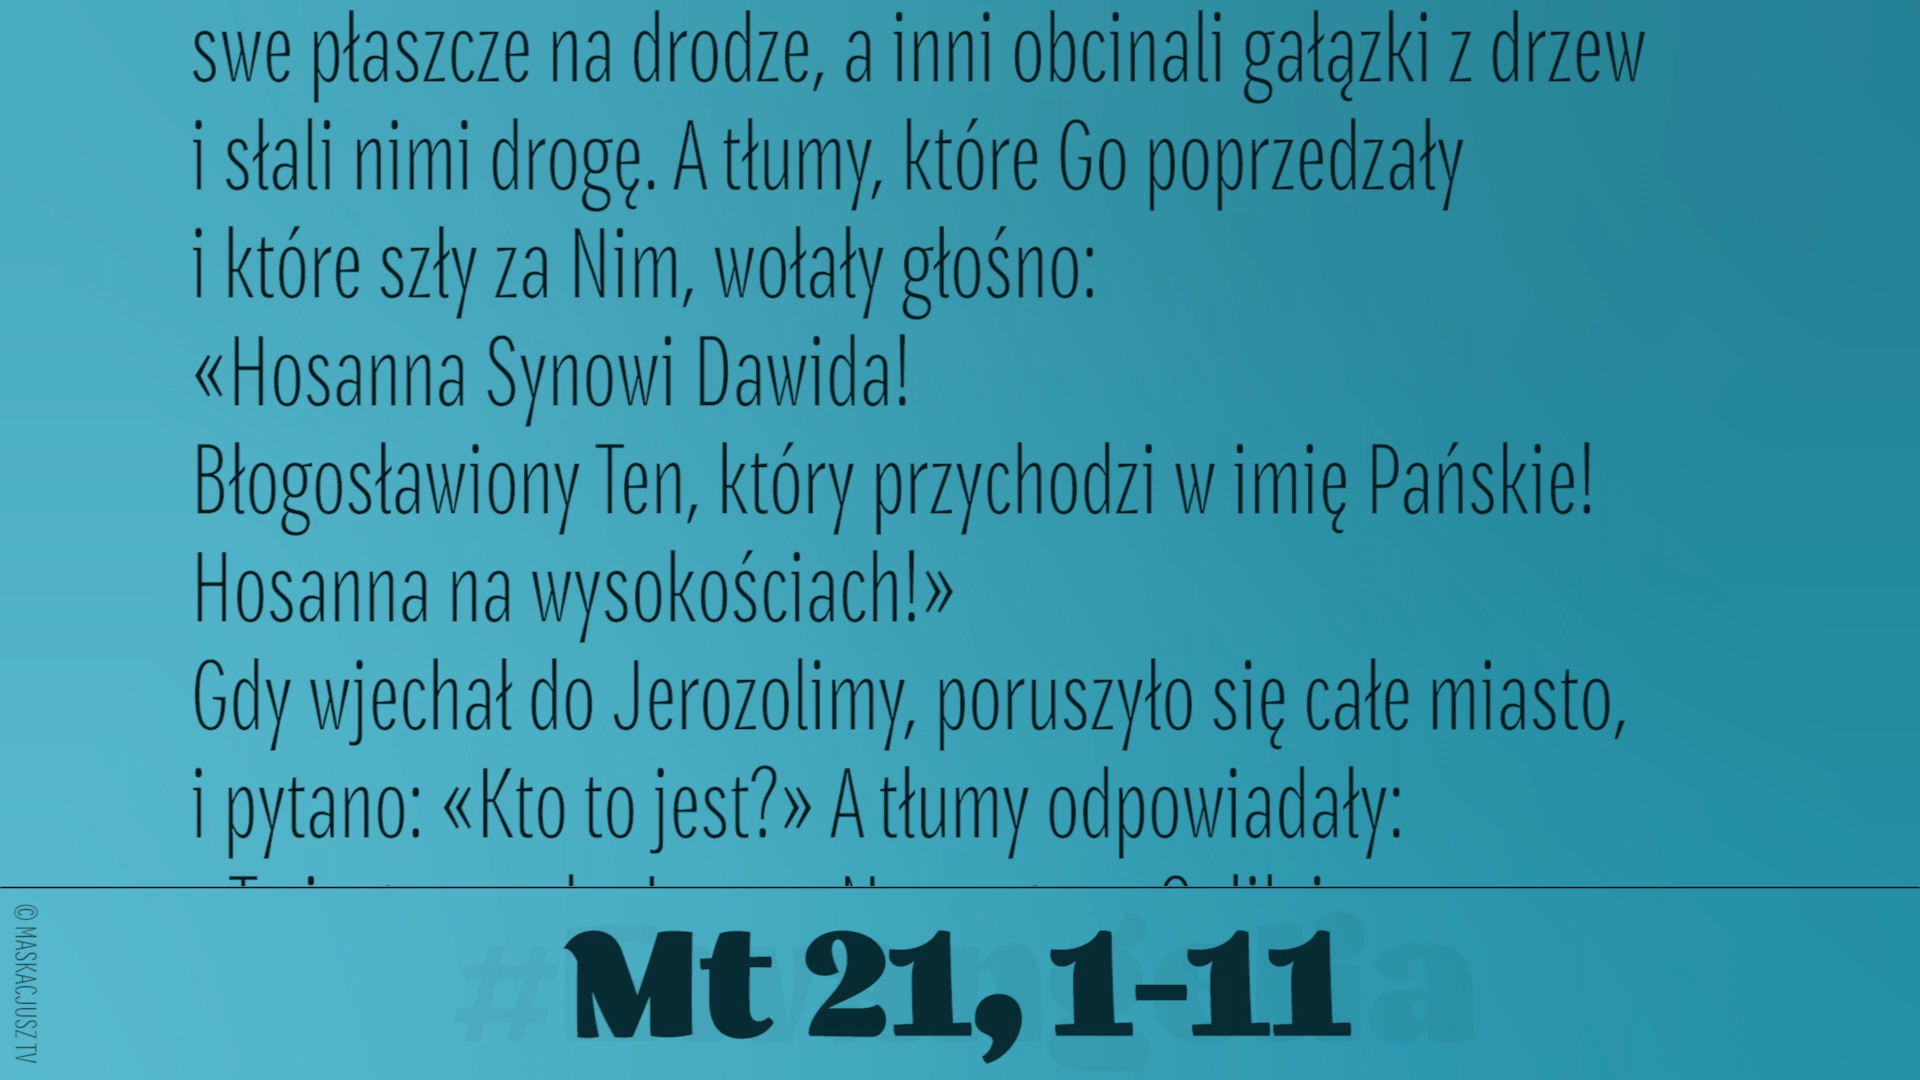 swe płaszcze na drodze, a inni obcinali gałązki z drzew
i słali nimi drogę. A tłumy, które Go poprzedzały
i które szły za Nim, wołały głośno:
«Hosanna Synowi Dawida!
Błogosławiony Ten, który przychodzi w imię Pańskie!
Hosanna na wysokościach!»
Gdy wjechał do Jerozolimy, poruszyło się całe miasto,
i pytano: «Kto to jest?» A tłumy odpowiadały:
#Ewangelia
Mt 21, 1-11
© MASKACJUSZ TV